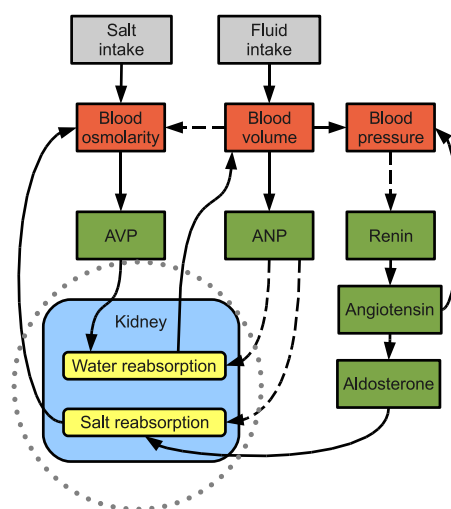 Salt
intake
Fluid
intake
Blood
osmolarity
Blood
volume
Blood
pressure
AVP
ANP
Renin
Kidney
Angiotensin
Water reabsorption
Aldosterone
Salt reabsorption